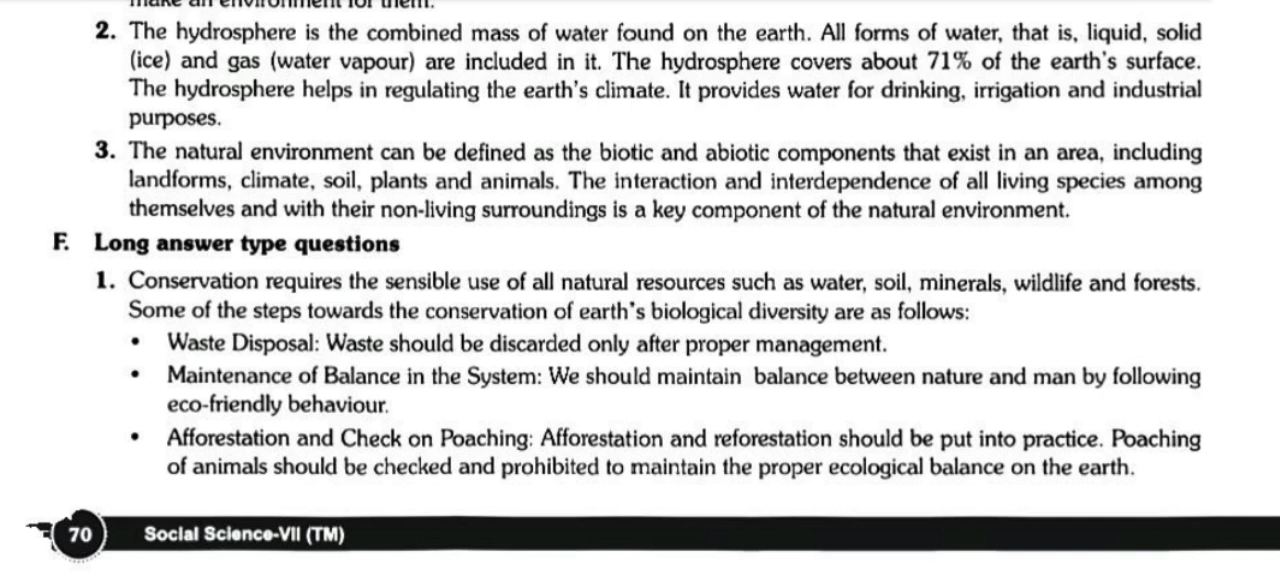 make an environment for them.
2. The hydrosphere is the combined mass of water found on the earth. All forms of water, that is, liquid, solid
(ice) and gas (water vapour) are included in it. The hydrosphere covers about 71% of the earth's surface.
The hydrosphere helps in regulating the earth's climate. It provides water for drinking, irrigation and industrial
purposes.
3. The natural environment can be defined as the biotic and abiotic components that exist in an area, including
landforms, climate, soil, plants and animals. The interaction and interdependence of all living species among
themselves and with their non-living surroundings is a key component of the natural environment.
F. Long answer type questions
1. Conservation requires the sensible use of all natural resources such as water, soil, minerals, wildlife and forests.
Some of the steps towards the conservation of earth's biological diversity are as follows:
• Waste Disposal: Waste should be discarded only after proper management.
• Maintenance of Balance in the System: We should maintain balance between nature and man by following
eco-friendly behaviour.
• Afforestation and Check on Poaching: Afforestation and reforestation should be put into practice. Poaching
of animals should be checked and prohibited to maintain the proper ecological balance on the earth.
70 Social Science-VII (TM)